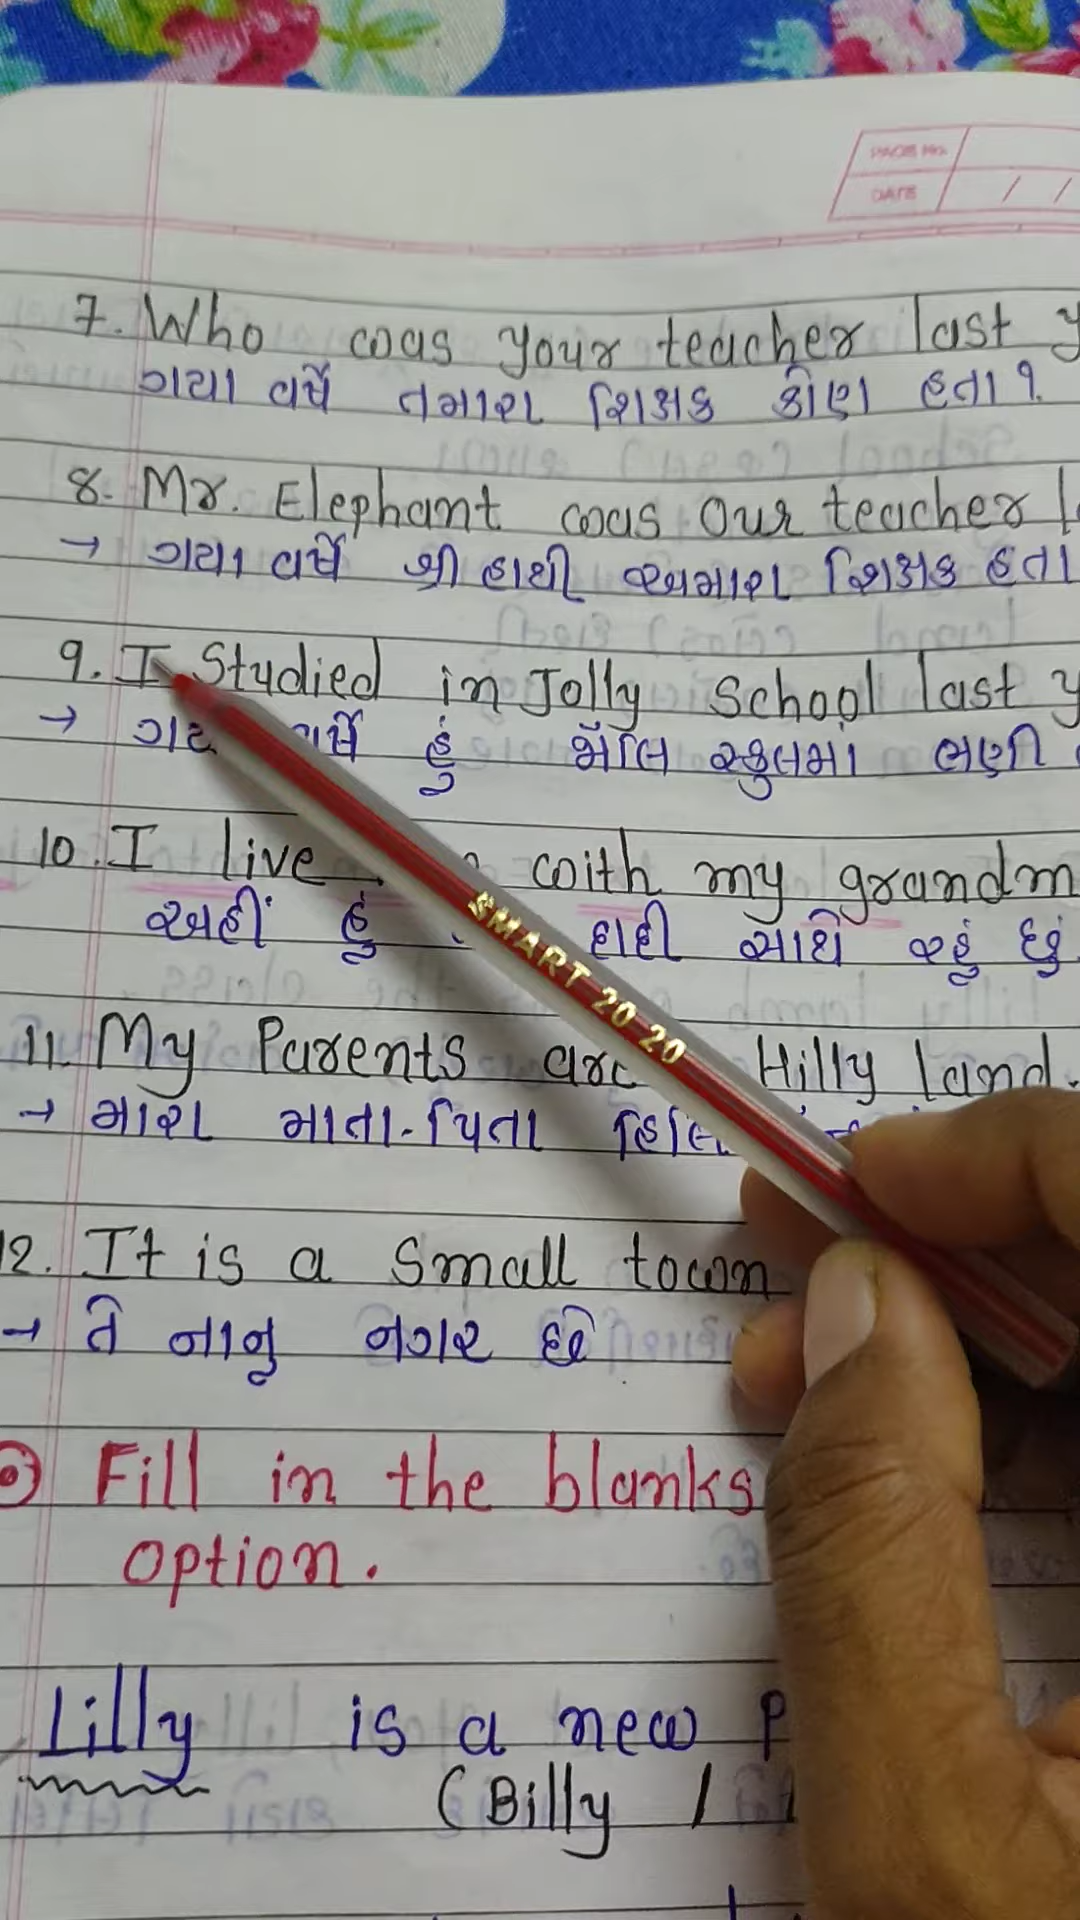 PAGE No.
DATE / /
7. Who was your teacher last
ગયા વર્ષે તમારા શિક્ષક કોણ હતા?
8. Mr. Elephant was our teacher
→ ગયા વર્ષે શ્રી હાથી અમારા શિક્ષક હતા
9. I Studied in Jolly School last
→ વર્ષે હું જૉલિ સ્કુલમાં ભણી
10. I live with my
અહીં હું દાદી સાથે રહું છું
11. My Parents are Hilly land.
→ મારા માતા-પિતા
12. It is a small town
→ તે નાનુ નગર છે
Fill in the blanks
option.
Lilly is a new
(Billy /
SMART 20 20